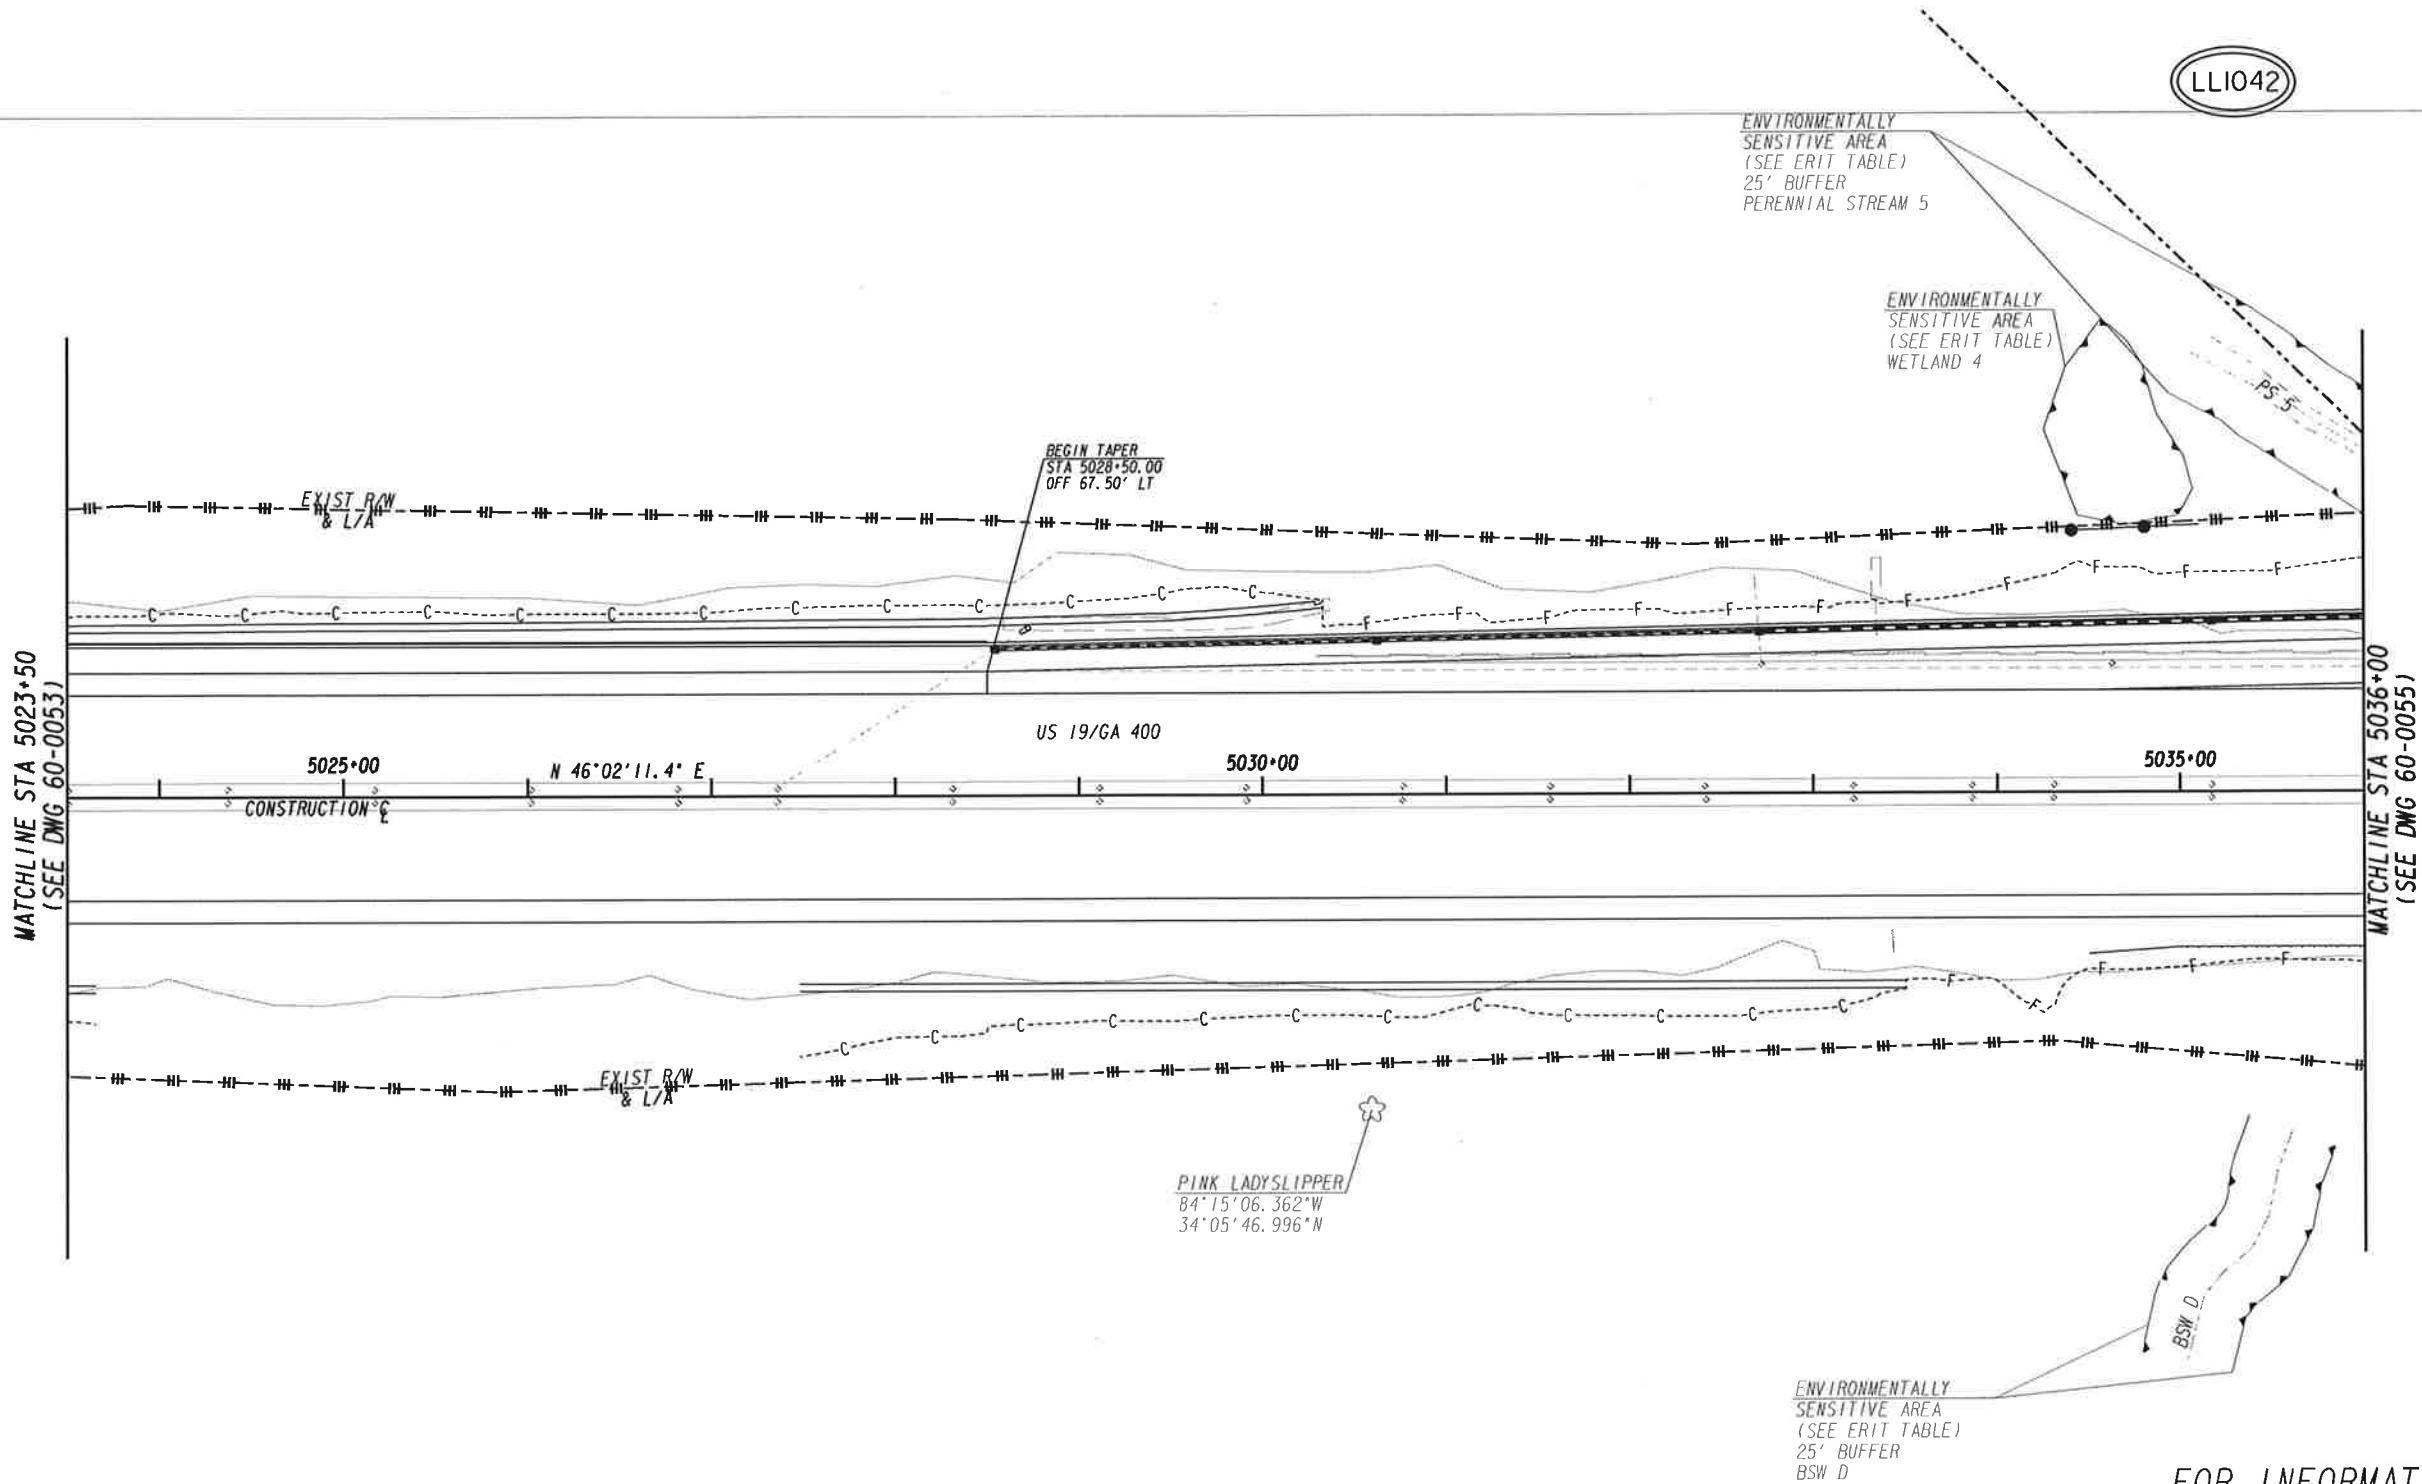 LL1042
ENVIRONMENTALLY
SENSITIVE AREA
(SEE ERIT TABLE)
25' BUFFER
PERENNIAL STREAM 5
ENVIRONMENTALLY
SENSITIVE AREA
(SEE ERIT TABLE)
WETLAND 4
PS 5
BEGIN TAPER
STA 5028+50.00
OFF 67.50' LT
EXIST R/W
& L/A
C C C C C C C C C C C C C
F F F F F F F F F F F
MATCHLINE STA 5023+50
(SEE DWG 60-0053)
US 19/GA 400
5025+00
N 46°02'11.4" E
5030+00
5035+00
CONSTRUCTION ℄
MATCHLINE STA 5036+00
(SEE DWG 60-0055)
F F F F F
C C C C C C C C C C C C
EXIST R/W
& L/A
PINK LADYSLIPPER
84°15'06.362"W
34°05'46.996"N
BSW D
ENVIRONMENTALLY
SENSITIVE AREA
(SEE ERIT TABLE)
25' BUFFER
BSW D